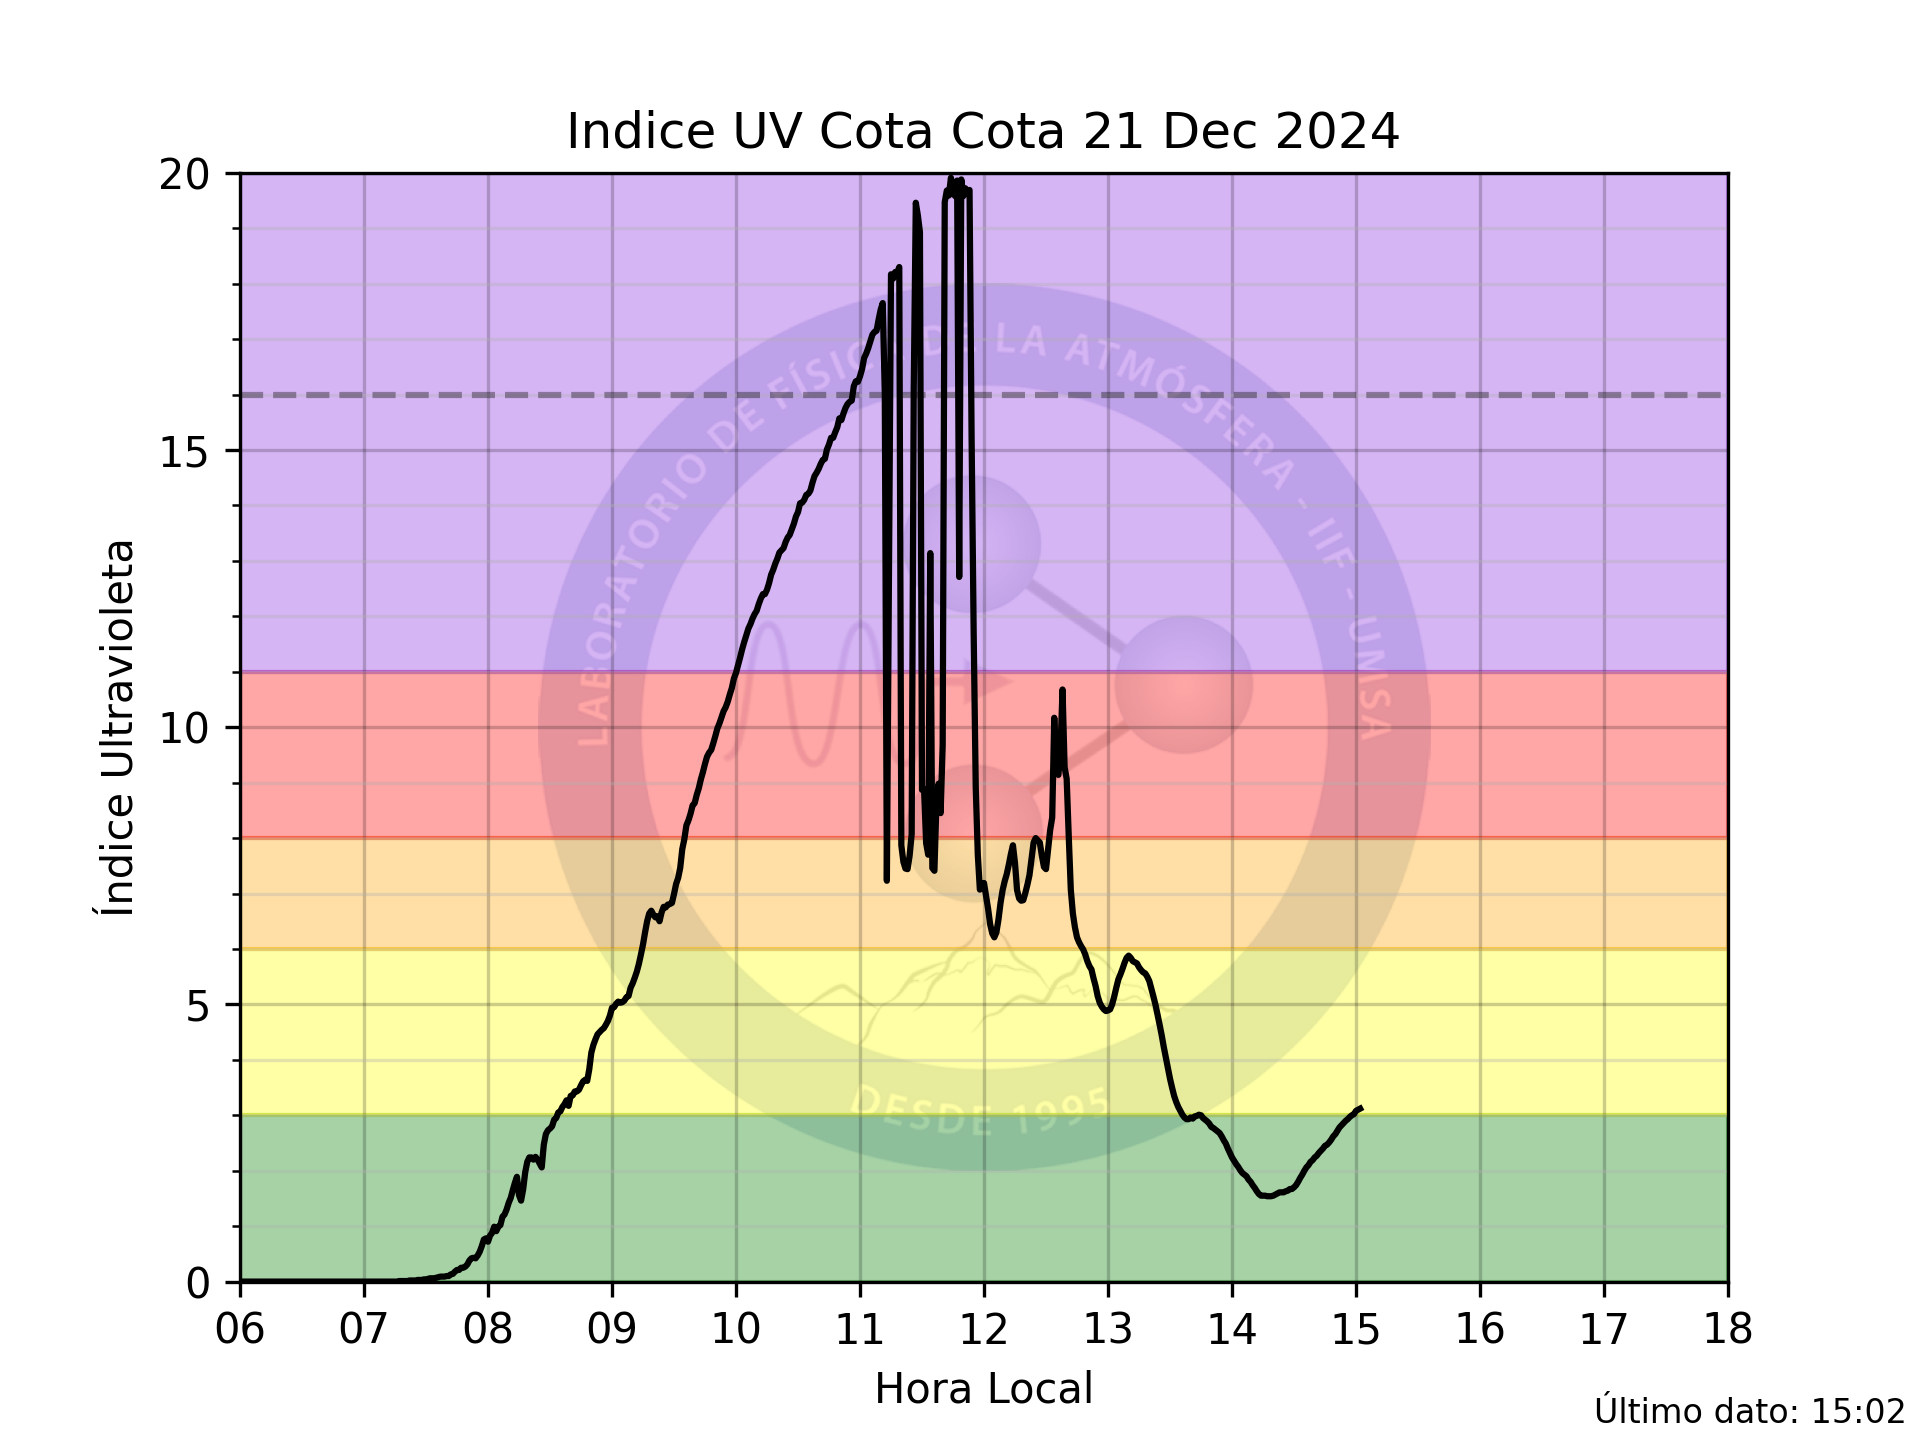 Indice UV Cota Cota 21 Dec 2024
20
15
10
5
0
Índice Ultravioleta
LABORATORIO DE FÍSICA DE LA ATMÓSFERA - IIF - UMSA
DESDE 1995
06 07 08 09 10 11 12 13 14 15 16 17 18
Hora Local
Último dato: 15:02